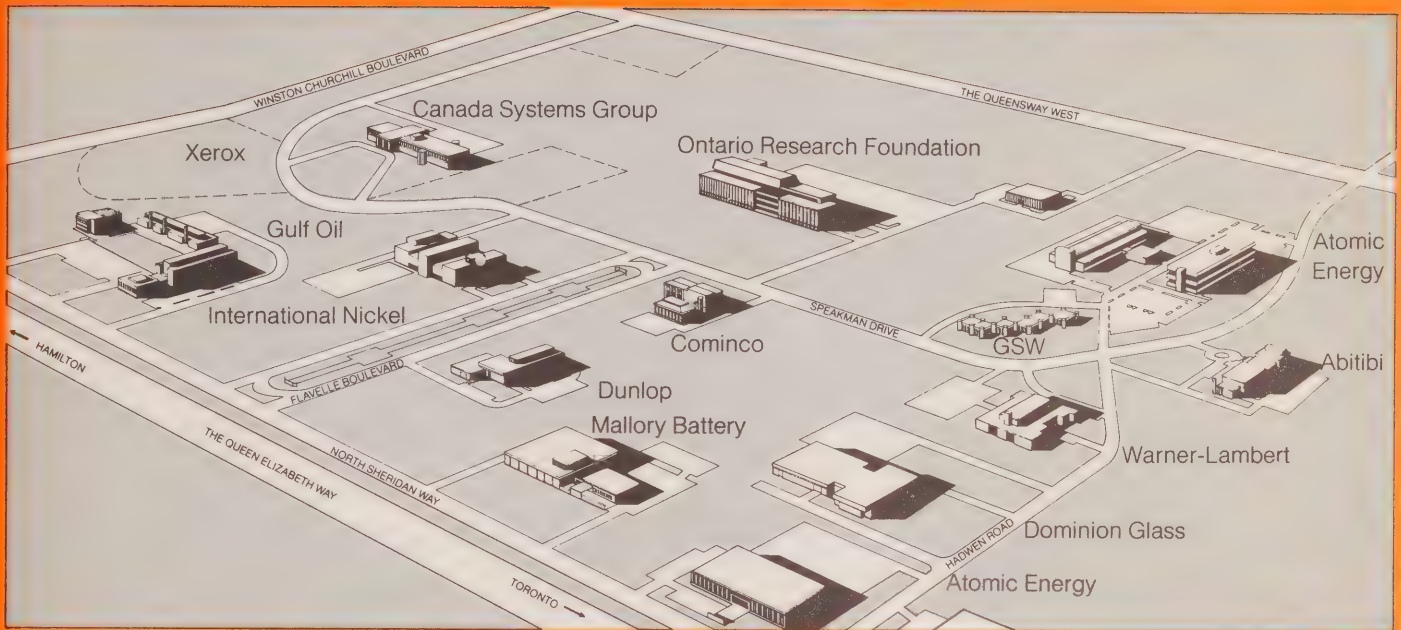 WINSTON CHURCHILL BOULEVARD
THE QUEENSWAY WEST
Canada Systems Group
Xerox
Ontario Research Foundation
Gulf Oil
Atomic
Energy
International Nickel
SPEAKMAN DRIVE
Cominco
GSW
HAMILTON
FLAVELLE BOULEVARD
Dunlop
Abitibi
Mallory Battery
THE QUEEN ELIZABETH WAY
NORTH SHERIDAN WAY
Warner-Lambert
Dominion Glass
HADWEN ROAD
TORONTO
Atomic Energy